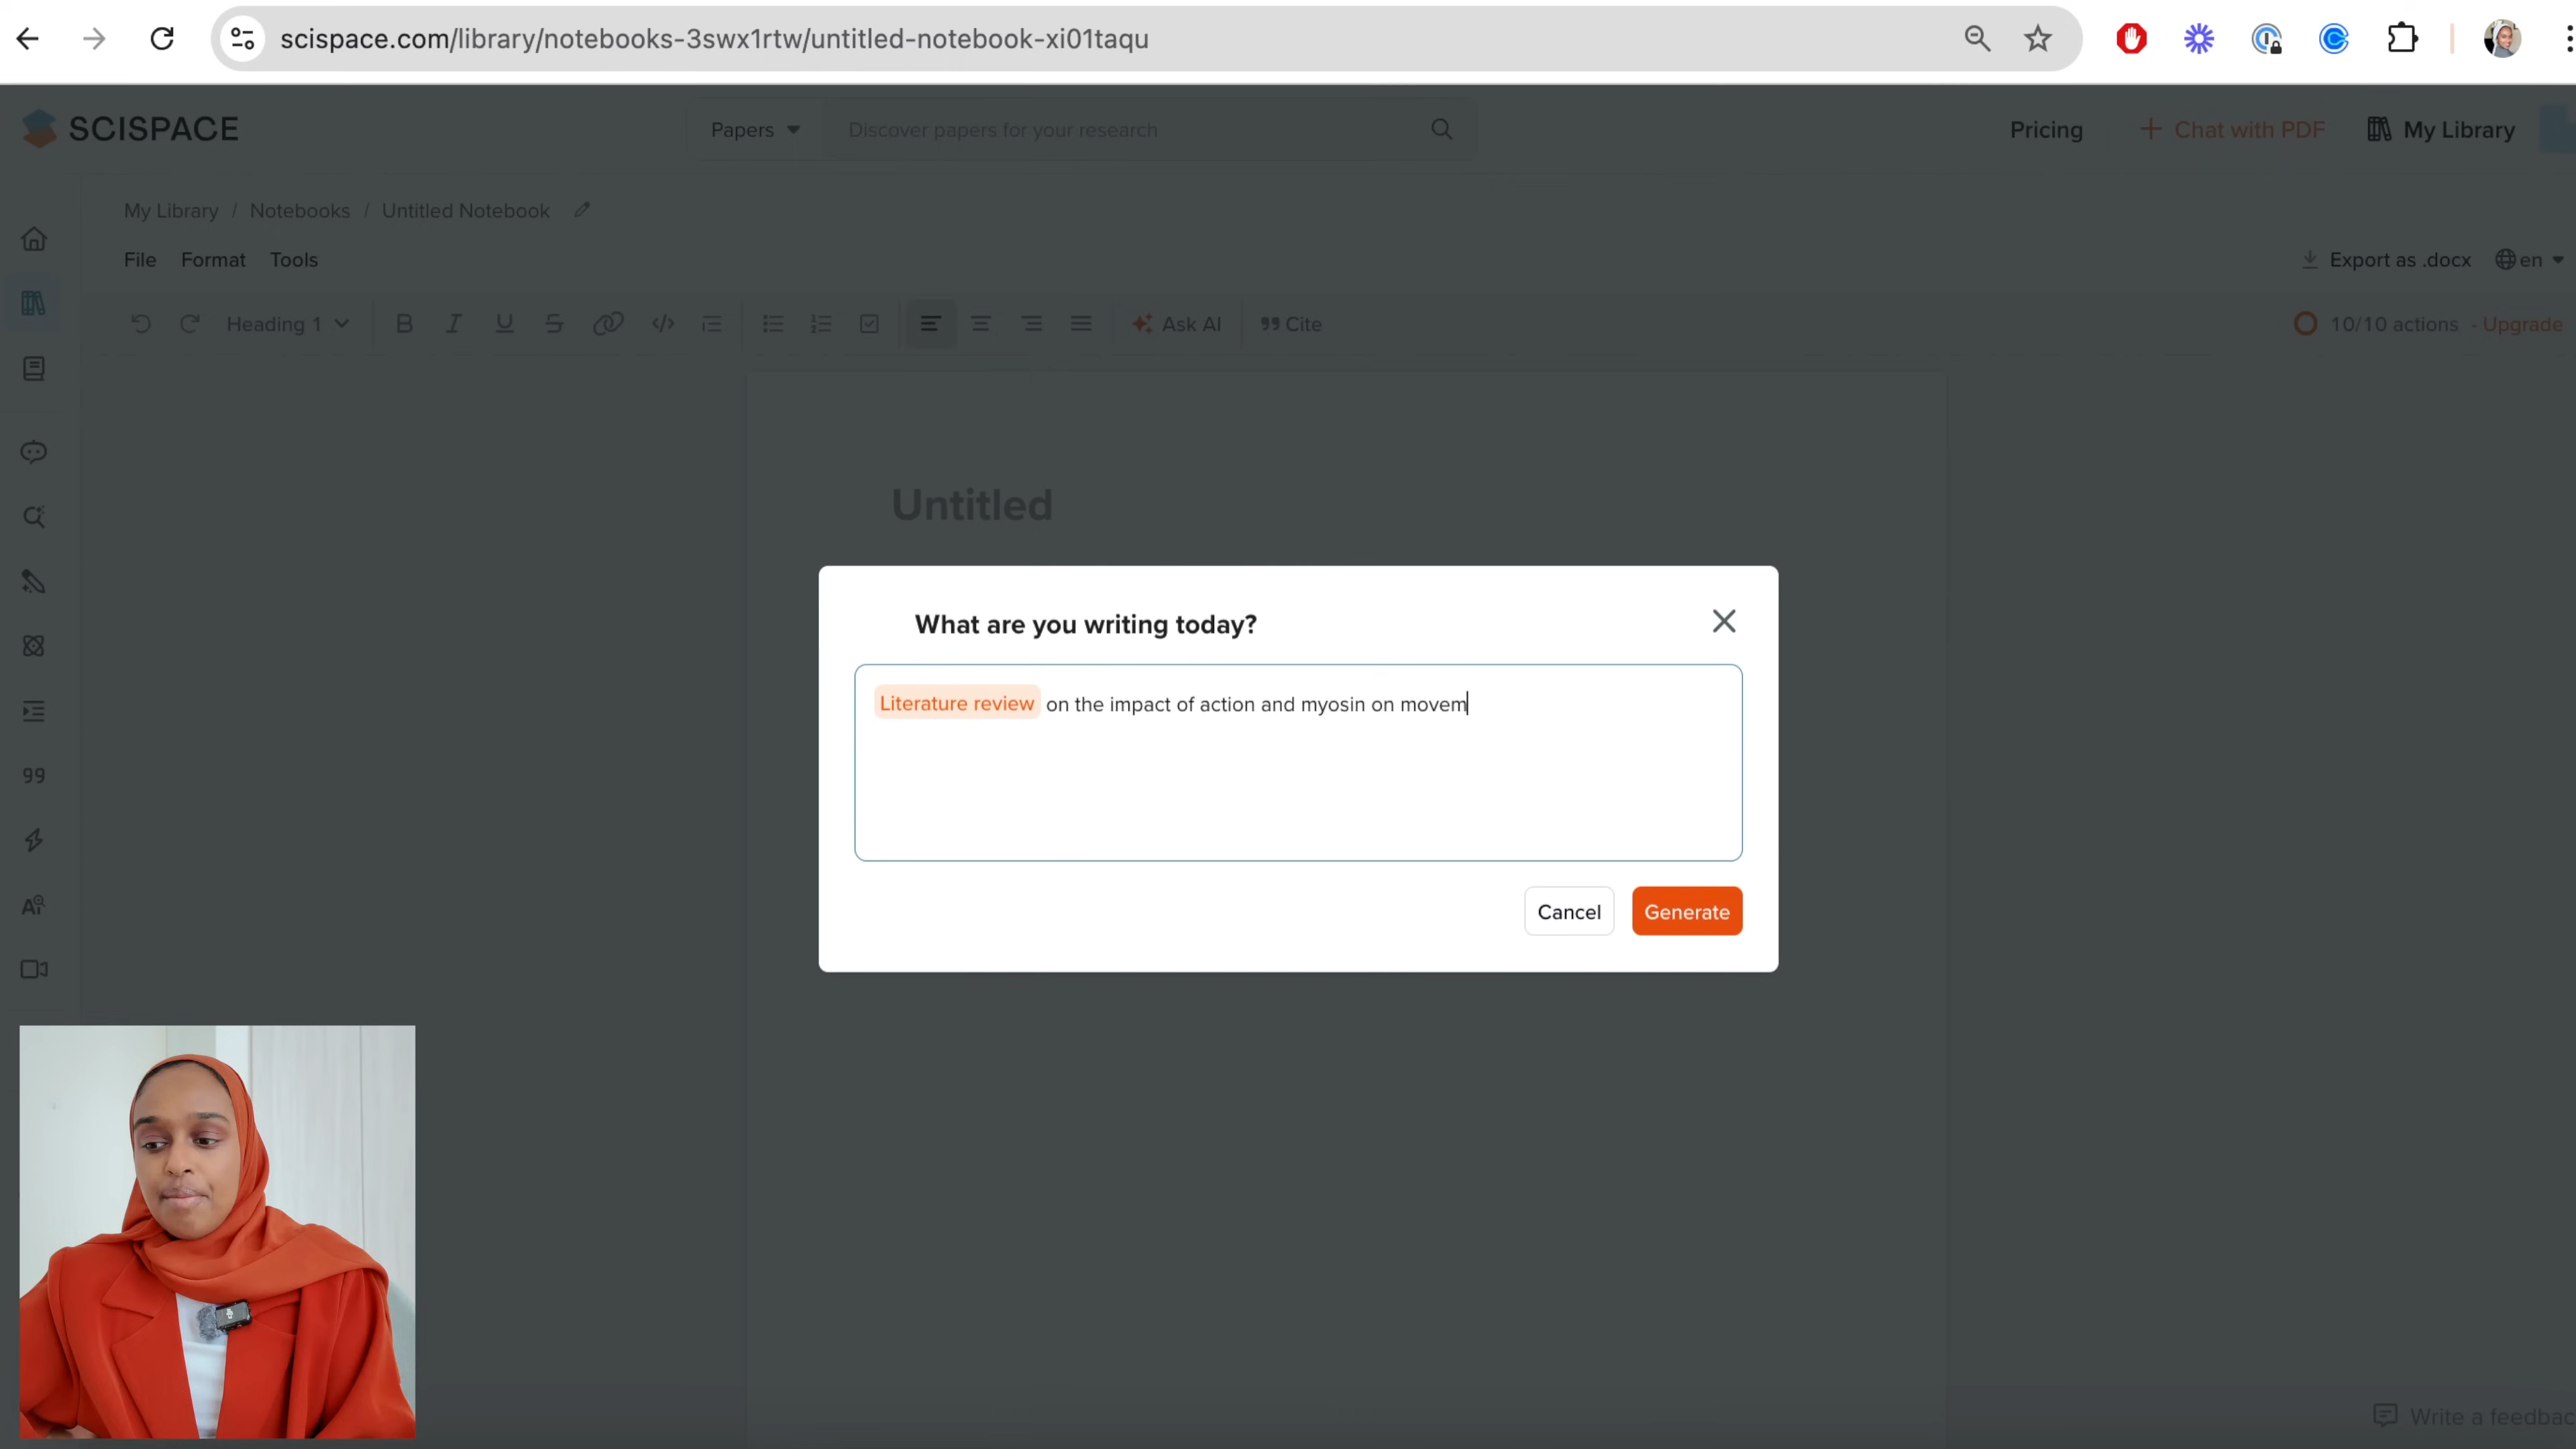 scispace.com/library/notebooks-3swx1rtw/untitled-notebook-xi01taqu
SCISPACE
Papers
Discover papers for your research
Pricing
Chat with PDF
My Library
My Library / Notebooks / Untitled Notebook
File Format Tools
Export as .docx
en
Heading 1
Ask AI
Cite
10/10 actions - Upgrade
Untitled
What are you writing today?
Literature review on the impact of action and myosin on movem
Cancel
Generate
Write a feedbac